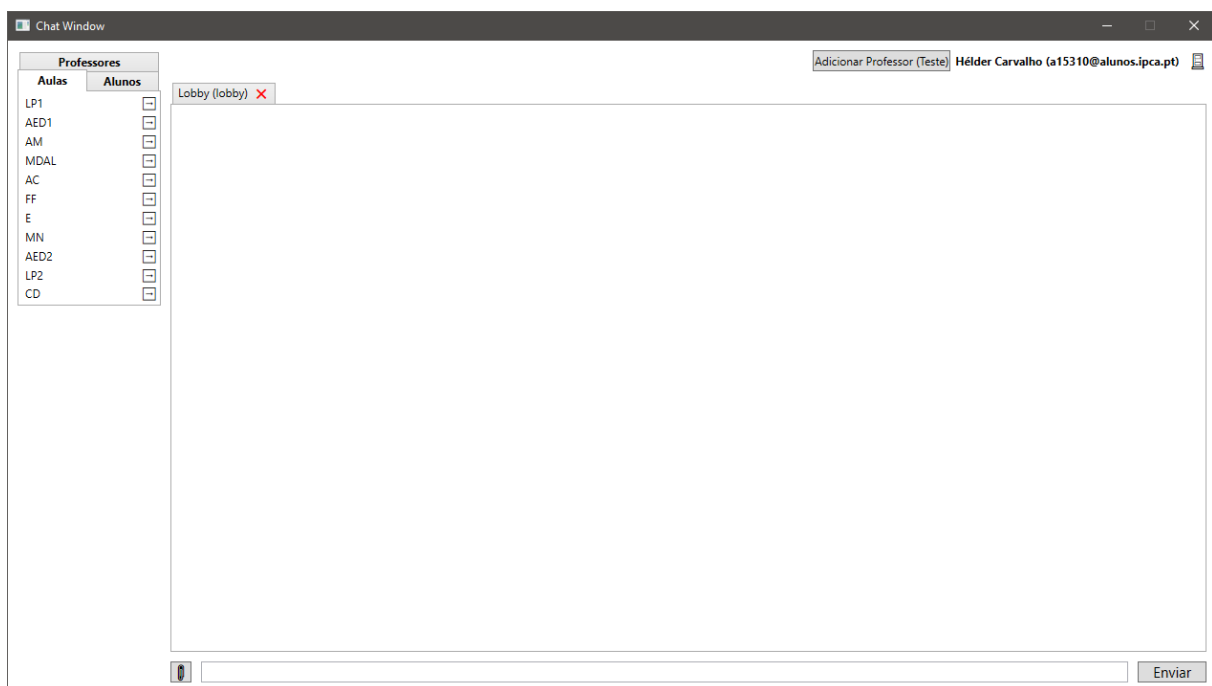 Chat Window
Professores
Adicionar Professor (Teste) Hélder Carvalho (a15310@alunos.ipca.pt)
Aulas Alunos
Lobby (lobby)
LP1
AED1
AM
MDAL
AC
FF
E
MN
AED2
LP2
CD
Enviar